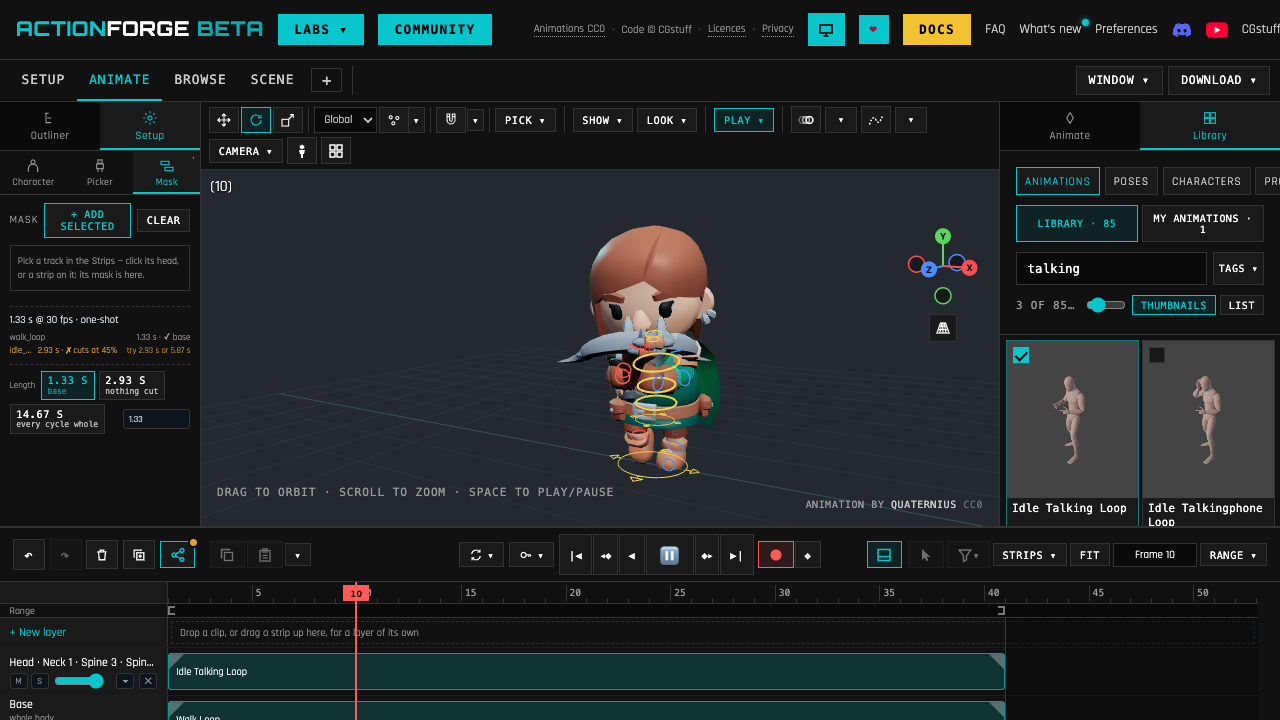 ACTIONFORGE BETA
LABS ▾
COMMUNITY
Animations CC0 · Code © CGstuff · Licences · Privacy
DOCS
FAQ
What's new
Preferences
CGstuff
SETUP
ANIMATE
BROWSE
SCENE
+
WINDOW ▾
DOWNLOAD ▾
Outliner
Setup
Global
PICK ▾
SHOW ▾
LOOK ▾
PLAY ▾
CAMERA ▾
Animate
Library
Character
Picker
Mask
MASK
+ ADD SELECTED
CLEAR
Pick a track in the Strips — click its head,
or a strip on it: its mask is here.
1.33 s @ 30 fps · one-shot
walk_loop 1.33 s · ✓ base
idle_... 2.93 s · ✗ cuts at 45% try 2.93 or 5.87 s
Length
1.33 S
base
2.93 S
nothing cut
14.67 S
every cycle whole
1.33
(10)
Y
X
Z
DRAG TO ORBIT · SCROLL TO ZOOM · SPACE TO PLAY/PAUSE
ANIMATION BY QUATERNIUS CC0
ANIMATIONS
POSES
CHARACTERS
LIBRARY · 85
MY ANIMATIONS ·
1
talking
TAGS ▾
3 OF 85…
THUMBNAILS
LIST
Idle Talking Loop
Idle Talkingphone
Loop
STRIPS ▾
FIT
Frame 10
RANGE ▾
5
10
15
20
25
30
35
40
45
50
Range
+ New layer
Drop a clip, or drag a strip up here, for a layer of its own
Head · Neck 1 · Spine 3 · Spin...
M
S
Idle Talking Loop
Base
whole body
Walk Loop